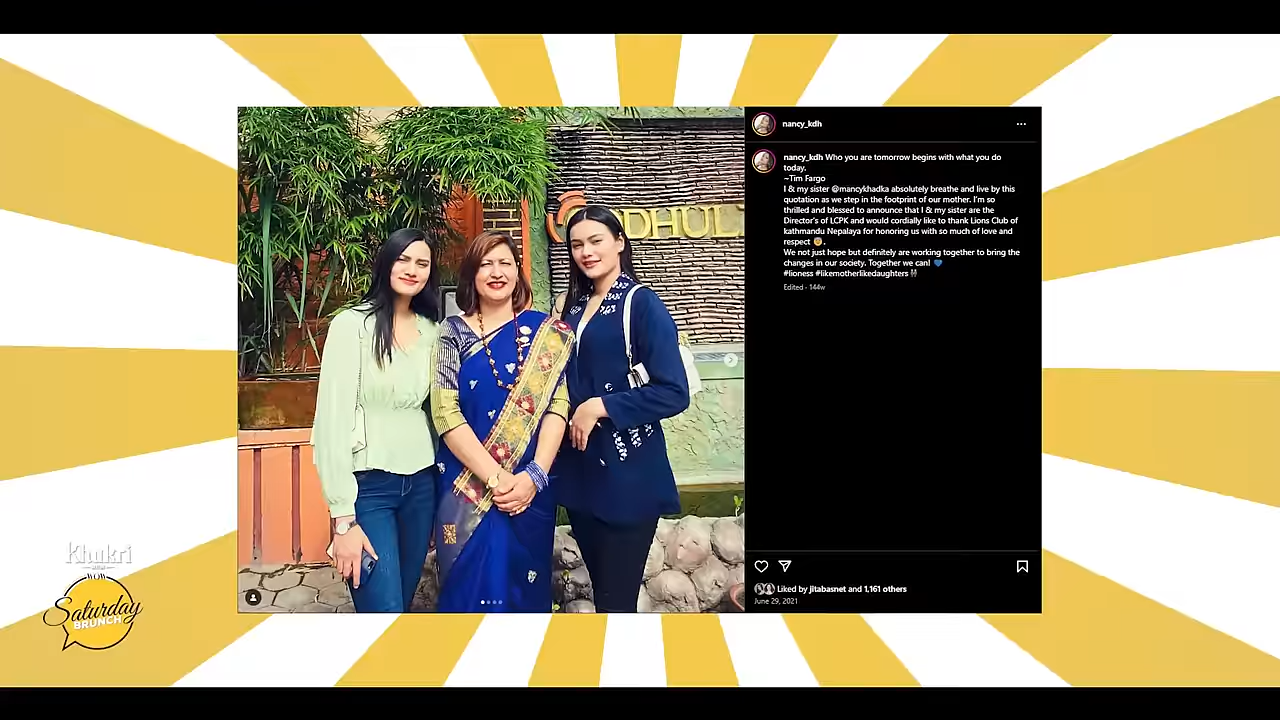 DHUL
nancy_kdh
nancy_kdh Who you are tomorrow begins with what you do
today.
~Tim Fargo
I & my sister @mancykhadka absolutely breathe and live by this
quotation as we step in the footprint of our mother. I'm so
thrilled and blessed to announce that I & my sister are the
Director's of LCPK and would cordially like to thank Lions Club of
kathmandu Nepalaya for honoring us with so much of love and
respect 🤗.
We not just hope but definitely are working together to bring the
changes in our society. Together we can! 💙
#lioness #likemotherlikedaughters👯
Edited · 144w
Liked by jitabasnet and 1,161 others
June 29, 2021
Khukri
WOW
Saturday
BRUNCH